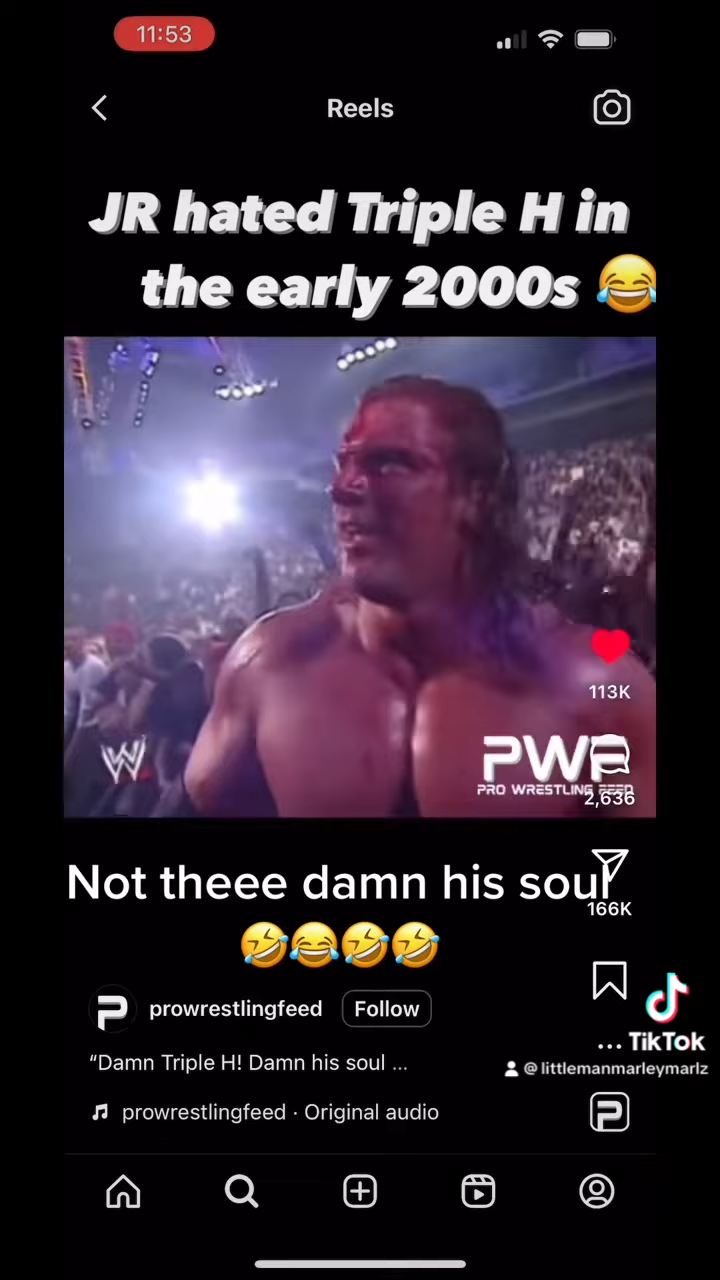 11:53
Reels
JR hated Triple H in
the early 2000s 😂
113K
W
PWF
PRO WRESTLING FEED
2,636
Not theee damn his soul
🤣😂🤣🤣
166K
prowrestlingfeed
Follow
“Damn Triple H! Damn his soul ...
... TikTok
@littlemanmarleymarlz
prowrestlingfeed · Original audio